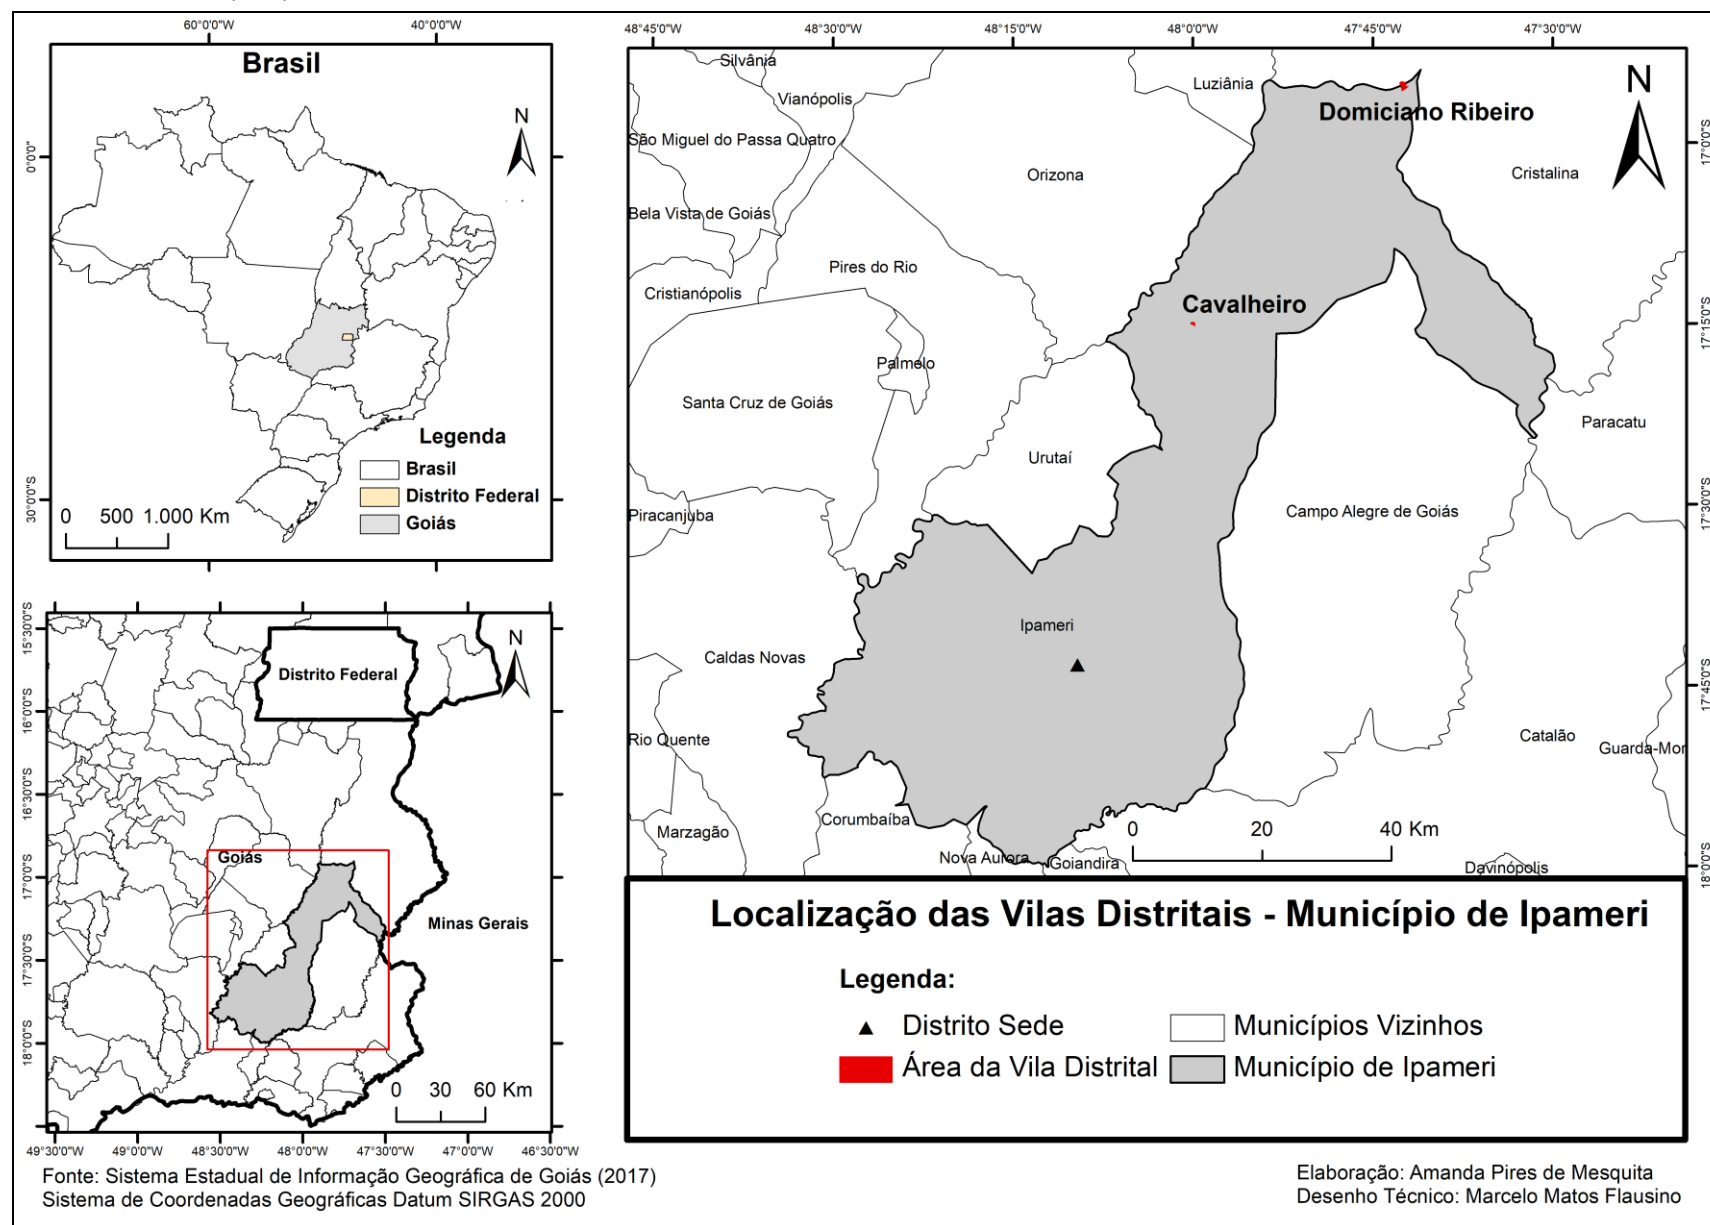 60°0'0"W
40°0'0"W
Brasil
N
0°0'0"
30°0'0"S
Legenda
Brasil
Distrito Federal
Goiás
0 500 1.000 Km
48°45'0"W
48°30'0"W
48°15'0"W
48°0'0"W
47°45'0"W
47°30'0"W
Silvânia
Vianópolis
Luziânia
N
Domiciano Ribeiro
São Miguel do Passa Quatro
17°0'0"S
Orizona
Cristalina
Bela Vista de Goiás
Pires do Rio
Cristianópolis
Cavalheiro
17°15'0"S
Palmelo
Santa Cruz de Goiás
Paracatu
Urutaí
Piracanjuba
Campo Alegre de Goiás
17°30'0"S
Ipameri
Caldas Novas
17°45'0"S
Rio Quente
Catalão
Guarda-Mor
Marzagão
Corumbaíba
0 20 40 Km
Nova Aurora
Goiandira
Davinópolis
18°0'0"S
15°30'0"S
N
Distrito Federal
16°0'0"S
16°30'0"S
Goiás
17°0'0"S
Minas Gerais
17°30'0"S
18°0'0"S
0 30 60 Km
49°30'0"W
49°0'0"W
48°30'0"W
48°0'0"W
47°30'0"W
47°0'0"W
46°30'0"W
Localização das Vilas Distritais - Município de Ipameri
Legenda:
Distrito Sede
Municípios Vizinhos
Área da Vila Distrital
Município de Ipameri
Fonte: Sistema Estadual de Informação Geográfica de Goiás (2017)
Sistema de Coordenadas Geográficas Datum SIRGAS 2000
Elaboração: Amanda Pires de Mesquita
Desenho Técnico: Marcelo Matos Flausino